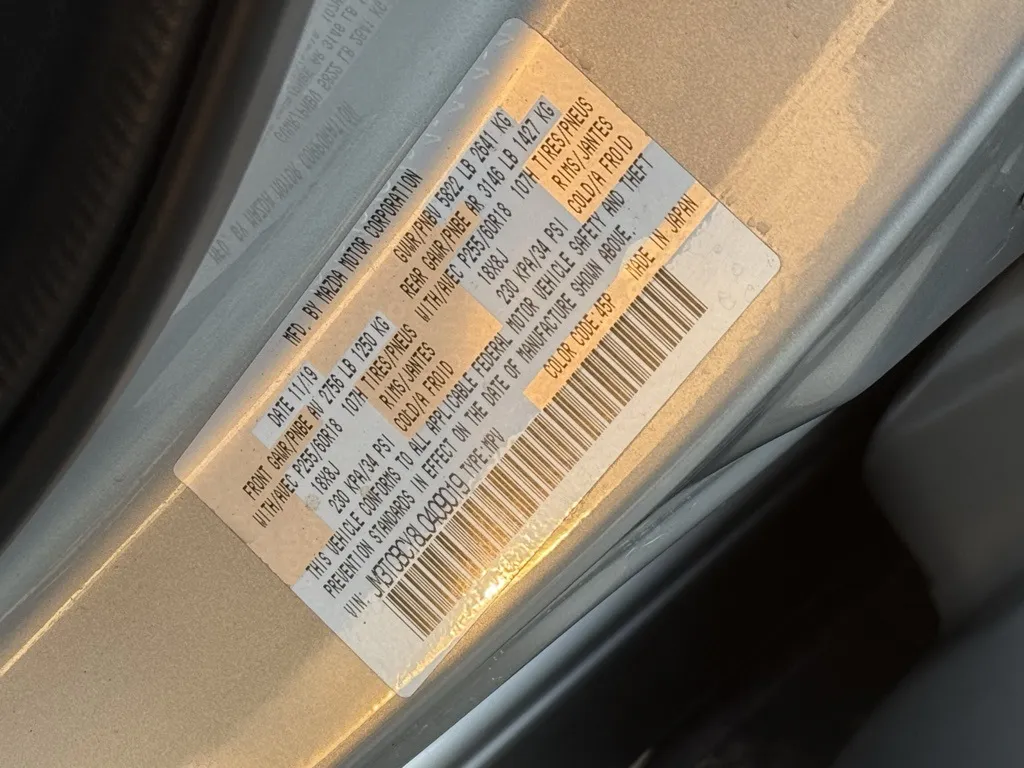 MFD. BY MAZDA MOTOR CORPORATION
DATE 11/19 GVWR/PNBV 5822 LB 2641 KG
FRONT GAWR/PNBE AV 2756 LB 1250 KG REAR GAWR/PNBE AR 3146 LB 1427 KG
WITH/AVEC P255/60R18 107H TIRES/PNEUS WITH/AVEC P255/60R18 107H TIRES/PNEUS
18X8J RIMS/JANTES 18X8J RIMS/JANTES
230 KPA/34 PSI COLD/A FROID 230 KPA/34 PSI COLD/A FROID
THIS VEHICLE CONFORMS TO ALL APPLICABLE FEDERAL MOTOR VEHICLE SAFETY AND THEFT
PREVENTION STANDARDS IN EFFECT ON THE DATE OF MANUFACTURE SHOWN ABOVE.
VIN: JM3TCBCY8L0409019 TYPE:MPV COLOR CODE:45P MADE IN JAPAN